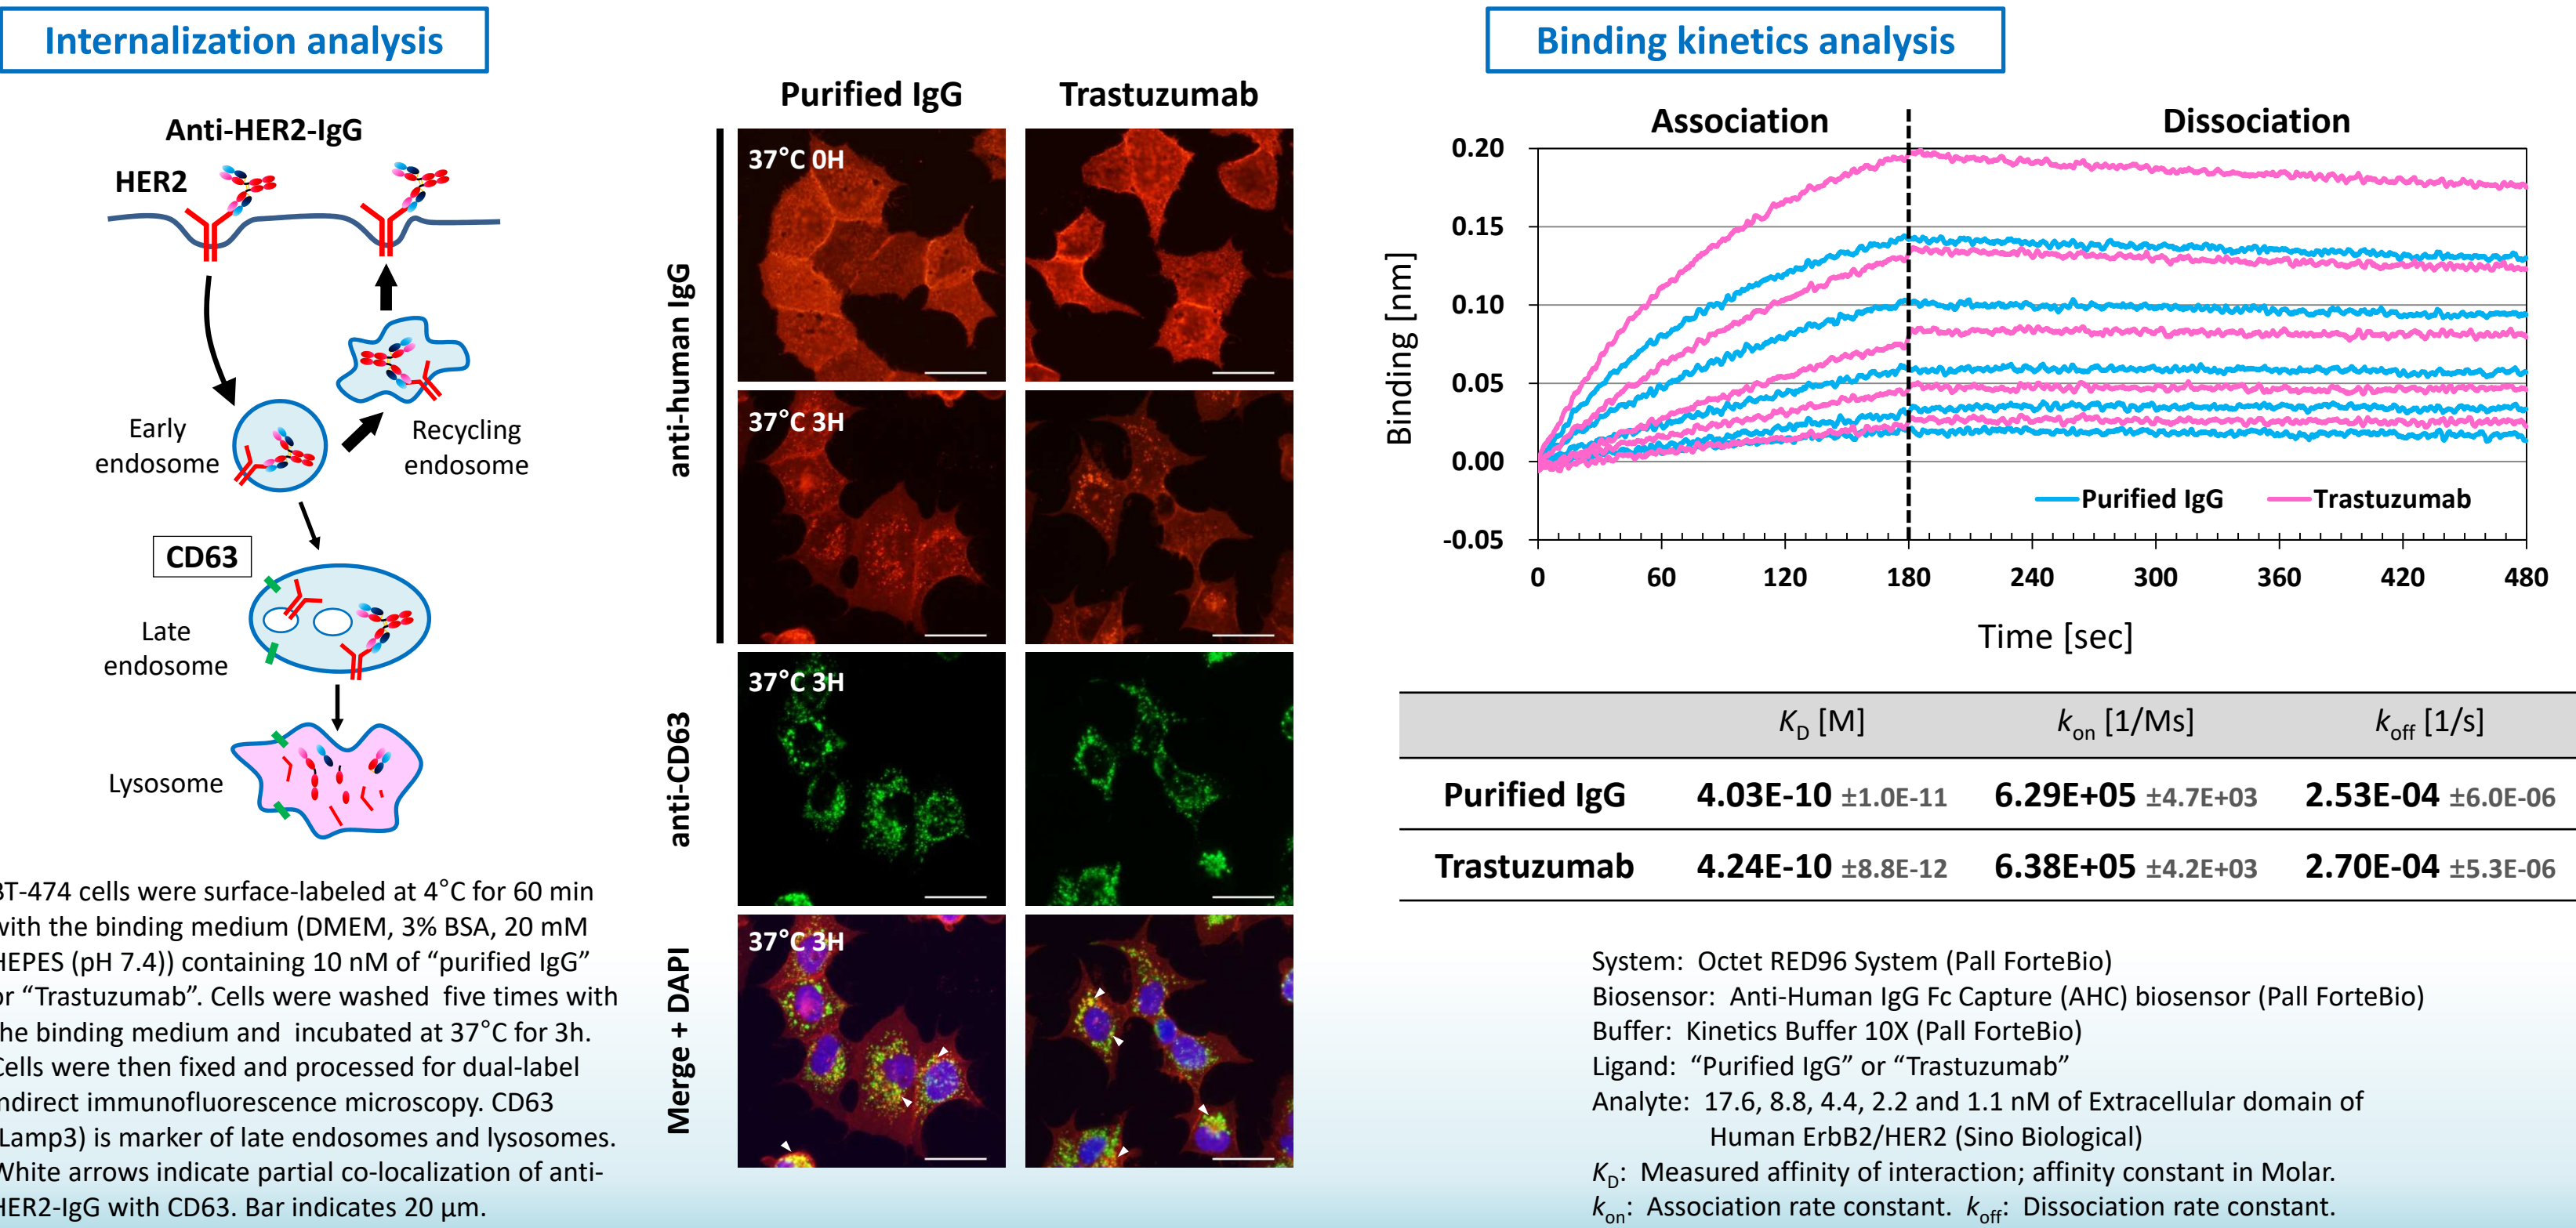 Internalization analysis
Anti-HER2-IgG
HER2
Early
endosome
Recycling
endosome
CD63
Late
endosome
Lysosome
BT-474 cells were surface-labeled at 4°C for 60 min
with the binding medium (DMEM, 3% BSA, 20 mM
HEPES (pH 7.4)) containing 10 nM of “purified IgG”
or “Trastuzumab”. Cells were washed five times with
the binding medium and incubated at 37°C for 3h.
Cells were then fixed and processed for dual-label
indirect immunofluorescence microscopy. CD63
(Lamp3) is marker of late endosomes and lysosomes.
White arrows indicate partial co-localization of anti-
HER2-IgG with CD63. Bar indicates 20 µm.
Purified IgG Trastuzumab
anti-human IgG
37°C 0H
37°C 3H
anti-CD63
37°C 3H
Merge + DAPI
37°C 3H
Binding kinetics analysis
Association Dissociation
Binding [nm]
0.20
0.15
0.10
0.05
0.00
-0.05
Purified IgG Trastuzumab
0 60 120 180 240 300 360 420 480
Time [sec]
KD [M] kon [1/Ms] koff [1/s]
Purified IgG 4.03E-10 ±1.0E-11 6.29E+05 ±4.7E+03 2.53E-04 ±6.0E-06
Trastuzumab 4.24E-10 ±8.8E-12 6.38E+05 ±4.2E+03 2.70E-04 ±5.3E-06
System: Octet RED96 System (Pall ForteBio)
Biosensor: Anti-Human IgG Fc Capture (AHC) biosensor (Pall ForteBio)
Buffer: Kinetics Buffer 10X (Pall ForteBio)
Ligand: “Purified IgG” or “Trastuzumab”
Analyte: 17.6, 8.8, 4.4, 2.2 and 1.1 nM of Extracellular domain of
Human ErbB2/HER2 (Sino Biological)
KD: Measured affinity of interaction; affinity constant in Molar.
kon: Association rate constant. koff: Dissociation rate constant.